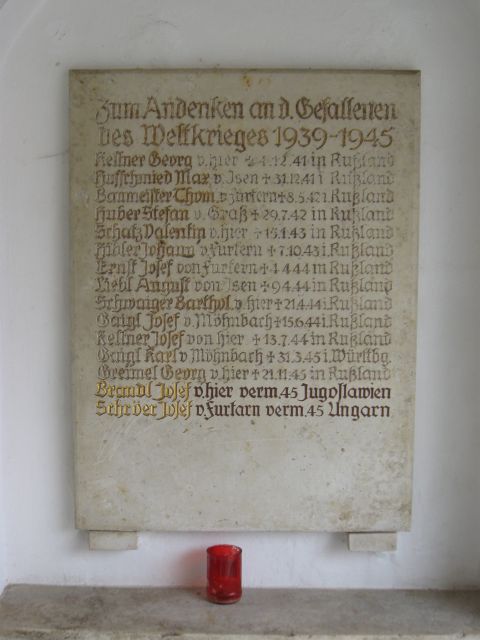 Zum Andenken an d. Gefallenen
des Weltkrieges 1939-1945
Kellner Georg v. hier + 4.12.41 in Rußland
Hufschmied Max v. Isen + 31.12.41 i. Rußland
Baumeister Thom. v. Furtern + 8.5.42 i. Rußland
Huber Stefan v. Graß + 29.7.42 in Rußland
Schatz Valentin v. hier + 15.1.43 in Rußland
Johann v. Furtern + 7.10.43 i. Rußland
Ernst Josef von Furtern + 4.4.44 in Rußland
Liebl August von Isen + 9.4.44 in Rußland
Schwaiger Barthol. v. hier + 21.4.44 i. Rußland
Gaigl Josef v. Möhnbach + 15.6.44 i. Rußland
Kellner Josef von hier + 13.7.44 in Rußland
Gaigl Karl v. Möhnbach + 31.3.45 i. Württbg.
Greimel Georg v. hier + 21.11.45 in Rußland
Brandl Josef v. hier verm. 45 Jugoslawien
Schröer Josef v. Furtarn verm. 45 Ungarn